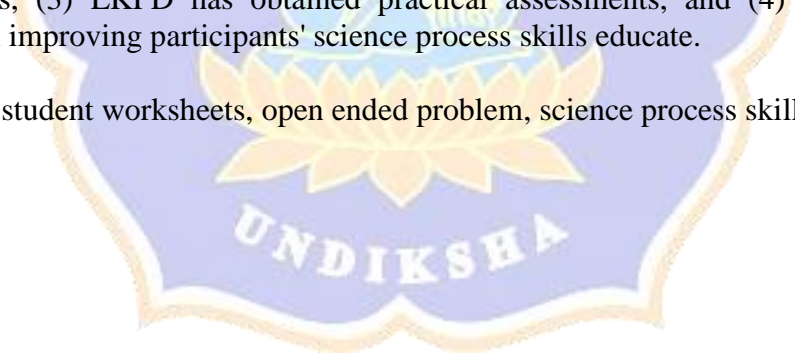 (3) LKPD has obtained practical assessments, and (4)
improving participants' science process skills educate.
student worksheets, open ended problem, science process skill
UNDIKSHA